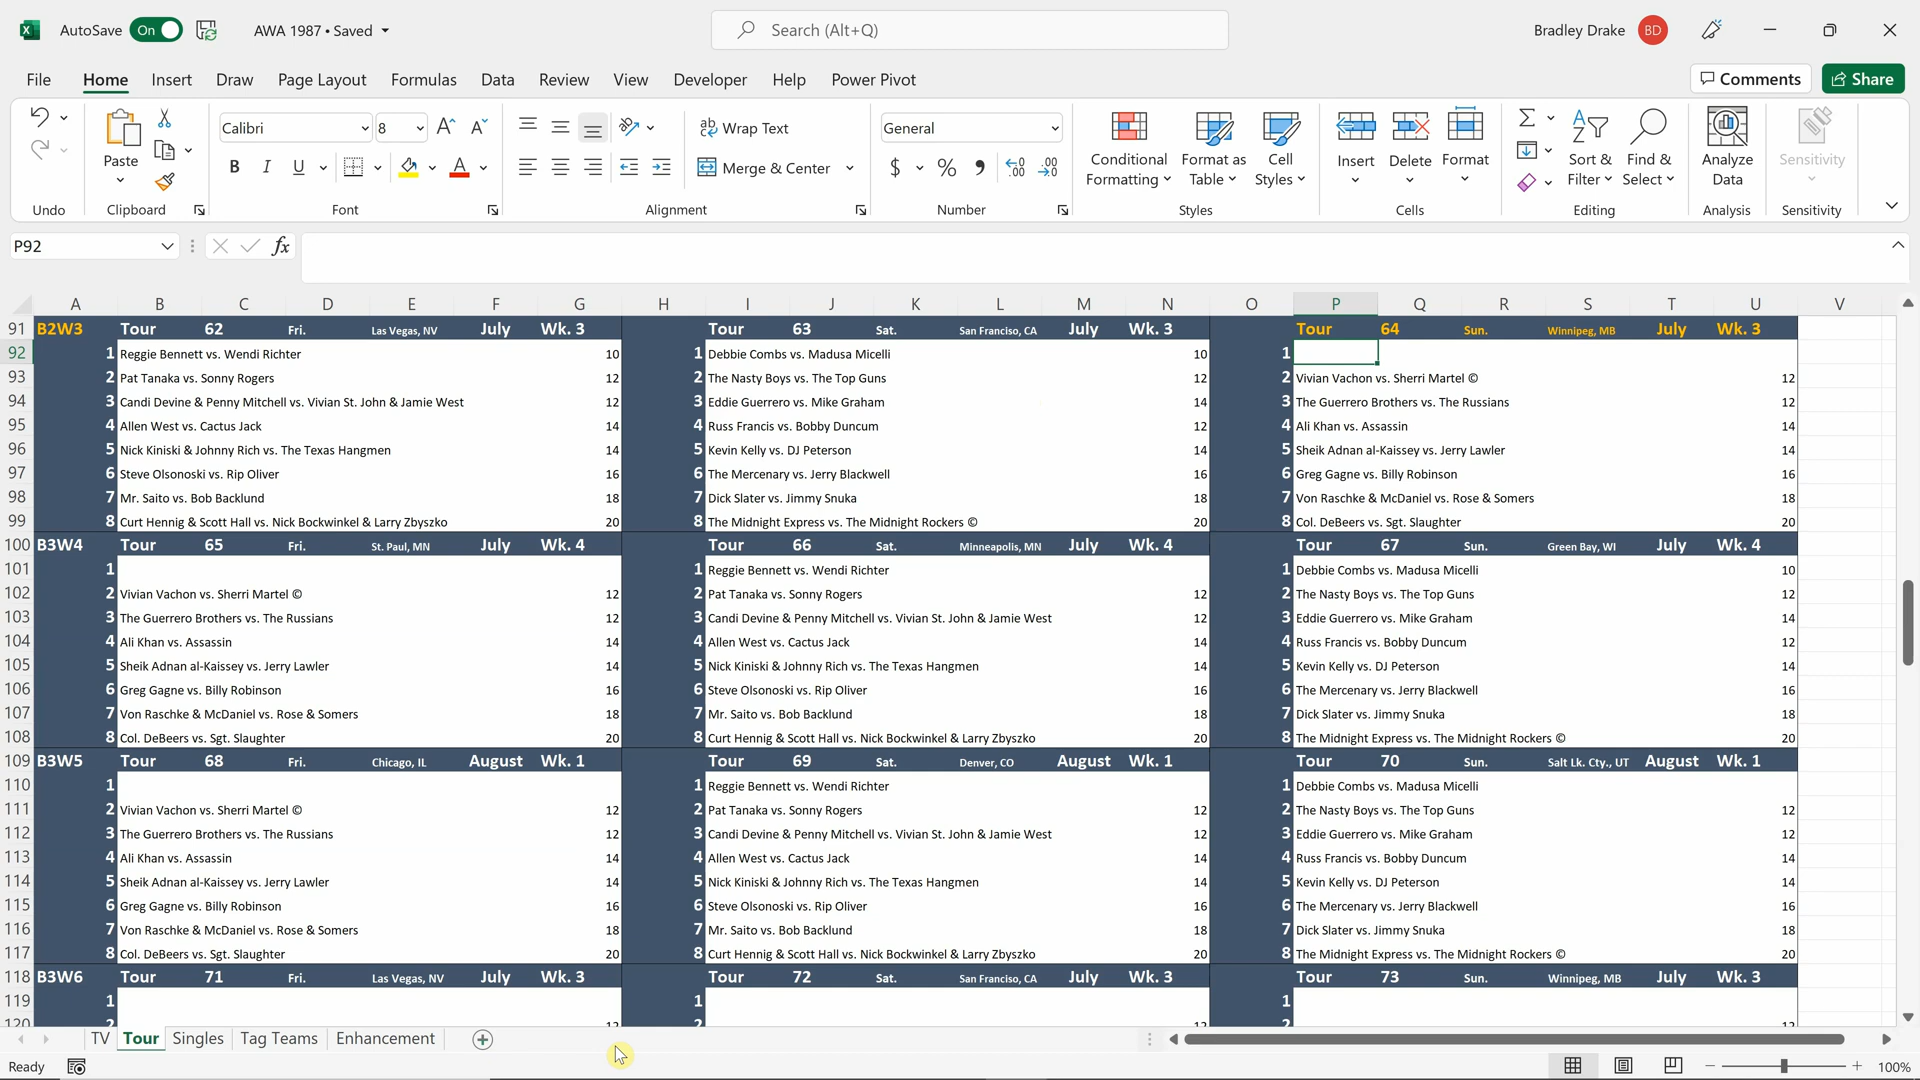 AutoSave On AWA 1987 • Saved Search (Alt+Q) Bradley Drake BD
File Home Insert Draw Page Layout Formulas Data Review View Developer Help Power Pivot Comments Share
Calibri 8 Wrap Text General
Paste B I U Merge & Center $ % Conditional Formatting Format as Table Cell Styles Insert Delete Format Sort & Filter Find & Select Analyze Data Sensitivity
Undo Clipboard Font Alignment Number Styles Cells Editing Analysis Sensitivity
P92 fx
A B C D E F G H I J K L M N O P Q R S T U V
91 B2W3 Tour 62 Fri. Las Vegas, NV July Wk. 3 Tour 63 Sat. San Franciso, CA July Wk. 3 Tour 64 Sun. Winnipeg, MB July Wk. 3
92 1 Reggie Bennett vs. Wendi Richter 10 1 Debbie Combs vs. Madusa Micelli 10 1
93 2 Pat Tanaka vs. Sonny Rogers 12 2 The Nasty Boys vs. The Top Guns 12 2 Vivian Vachon vs. Sherri Martel © 12
94 3 Candi Devine & Penny Mitchell vs. Vivian St. John & Jamie West 12 3 Eddie Guerrero vs. Mike Graham 14 3 The Guerrero Brothers vs. The Russians 12
95 4 Allen West vs. Cactus Jack 14 4 Russ Francis vs. Bobby Duncum 12 4 Ali Khan vs. Assassin 14
96 5 Nick Kiniski & Johnny Rich vs. The Texas Hangmen 14 5 Kevin Kelly vs. DJ Peterson 14 5 Sheik Adnan al-Kaissey vs. Jerry Lawler 14
97 6 Steve Olsonoski vs. Rip Oliver 16 6 The Mercenary vs. Jerry Blackwell 16 6 Greg Gagne vs. Billy Robinson 16
98 7 Mr. Saito vs. Bob Backlund 18 7 Dick Slater vs. Jimmy Snuka 18 7 Von Raschke & McDaniel vs. Rose & Somers 18
99 8 Curt Hennig & Scott Hall vs. Nick Bockwinkel & Larry Zbyszko 20 8 The Midnight Express vs. The Midnight Rockers © 20 8 Col. DeBeers vs. Sgt. Slaughter 20
100 B3W4 Tour 65 Fri. St. Paul, MN July Wk. 4 Tour 66 Sat. Minneapolis, MN July Wk. 4 Tour 67 Sun. Green Bay, WI July Wk. 4
101 1 1 Reggie Bennett vs. Wendi Richter 1 Debbie Combs vs. Madusa Micelli 10
102 2 Vivian Vachon vs. Sherri Martel © 12 2 Pat Tanaka vs. Sonny Rogers 12 2 The Nasty Boys vs. The Top Guns 12
103 3 The Guerrero Brothers vs. The Russians 12 3 Candi Devine & Penny Mitchell vs. Vivian St. John & Jamie West 12 3 Eddie Guerrero vs. Mike Graham 14
104 4 Ali Khan vs. Assassin 14 4 Allen West vs. Cactus Jack 14 4 Russ Francis vs. Bobby Duncum 12
105 5 Sheik Adnan al-Kaissey vs. Jerry Lawler 14 5 Nick Kiniski & Johnny Rich vs. The Texas Hangmen 14 5 Kevin Kelly vs. DJ Peterson 14
106 6 Greg Gagne vs. Billy Robinson 16 6 Steve Olsonoski vs. Rip Oliver 16 6 The Mercenary vs. Jerry Blackwell 16
107 7 Von Raschke & McDaniel vs. Rose & Somers 18 7 Mr. Saito vs. Bob Backlund 18 7 Dick Slater vs. Jimmy Snuka 18
108 8 Col. DeBeers vs. Sgt. Slaughter 20 8 Curt Hennig & Scott Hall vs. Nick Bockwinkel & Larry Zbyszko 20 8 The Midnight Express vs. The Midnight Rockers © 20
109 B3W5 Tour 68 Fri. Chicago, IL August Wk. 1 Tour 69 Sat. Denver, CO August Wk. 1 Tour 70 Sun. Salt Lk. Cty., UT August Wk. 1
110 1 1 Reggie Bennett vs. Wendi Richter 1 Debbie Combs vs. Madusa Micelli
111 2 Vivian Vachon vs. Sherri Martel © 12 2 Pat Tanaka vs. Sonny Rogers 12 2 The Nasty Boys vs. The Top Guns 12
112 3 The Guerrero Brothers vs. The Russians 12 3 Candi Devine & Penny Mitchell vs. Vivian St. John & Jamie West 12 3 Eddie Guerrero vs. Mike Graham 12
113 4 Ali Khan vs. Assassin 14 4 Allen West vs. Cactus Jack 14 4 Russ Francis vs. Bobby Duncum 14
114 5 Sheik Adnan al-Kaissey vs. Jerry Lawler 14 5 Nick Kiniski & Johnny Rich vs. The Texas Hangmen 14 5 Kevin Kelly vs. DJ Peterson 14
115 6 Greg Gagne vs. Billy Robinson 16 6 Steve Olsonoski vs. Rip Oliver 16 6 The Mercenary vs. Jerry Blackwell 16
116 7 Von Raschke & McDaniel vs. Rose & Somers 18 7 Mr. Saito vs. Bob Backlund 18 7 Dick Slater vs. Jimmy Snuka 18
117 8 Col. DeBeers vs. Sgt. Slaughter 20 8 Curt Hennig & Scott Hall vs. Nick Bockwinkel & Larry Zbyszko 20 8 The Midnight Express vs. The Midnight Rockers © 20
118 B3W6 Tour 71 Fri. Las Vegas, NV July Wk. 3 Tour 72 Sat. San Franciso, CA July Wk. 3 Tour 73 Sun. Winnipeg, MB July Wk. 3
119 1 1 1
120 2 12 2 12 2 12
TV Tour Singles Tag Teams Enhancement
Ready 100%